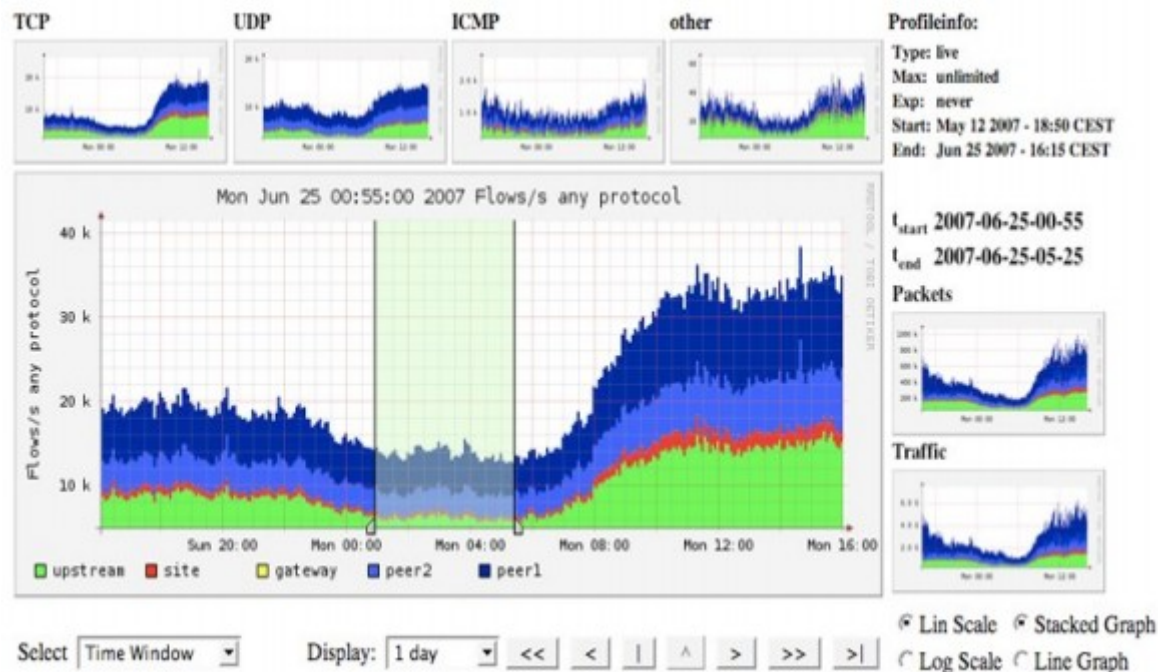 TCP
UDP
ICMP
other
Profileinfo:
Type: live
Max: unlimited
Exp: never
Start: May 12 2007 - 18:50 CEST
End: Jun 25 2007 - 16:15 CEST
Mon Jun 25 00:55:00 2007 Flows/s any protocol
RRDTOOL / TOBI OETIKER
Flows/s any protocol
40 k
30 k
20 k
10 k
Sun 20:00
Mon 00:00
Mon 04:00
Mon 08:00
Mon 12:00
Mon 16:00
upstream
site
gateway
peer2
peer1
tstart 2007-06-25-00-55
tend 2007-06-25-05-25
Packets
Traffic
Select
Time Window
Display:
1 day
<<
<
|
^
>
>>
>|
Lin Scale
Stacked Graph
Log Scale
Line Graph